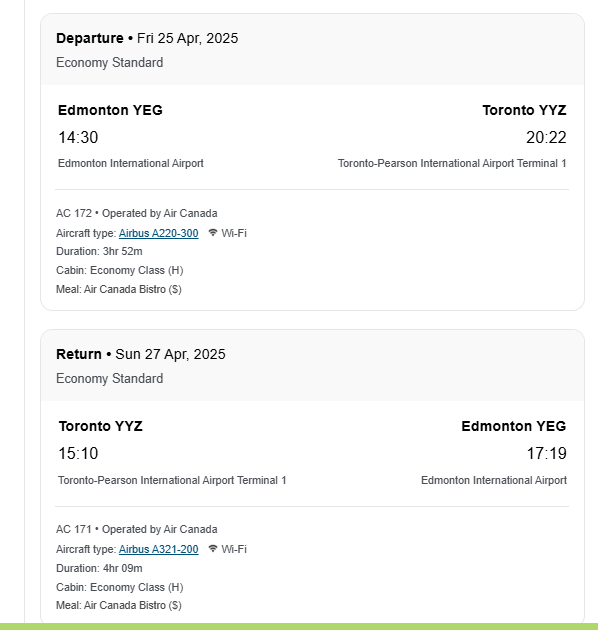 Departure • Fri 25 Apr, 2025
Economy Standard
Edmonton YEG
Toronto YYZ
14:30
20:22
Edmonton International Airport
Toronto-Pearson International Airport Terminal 1
AC 172 • Operated by Air Canada
Aircraft type: Airbus A220-300 Wi-Fi
Duration: 3hr 52m
Cabin: Economy Class (H)
Meal: Air Canada Bistro ($)
Return • Sun 27 Apr, 2025
Economy Standard
Toronto YYZ
Edmonton YEG
15:10
17:19
Toronto-Pearson International Airport Terminal 1
Edmonton International Airport
AC 171 • Operated by Air Canada
Aircraft type: Airbus A321-200 Wi-Fi
Duration: 4hr 09m
Cabin: Economy Class (H)
Meal: Air Canada Bistro ($)